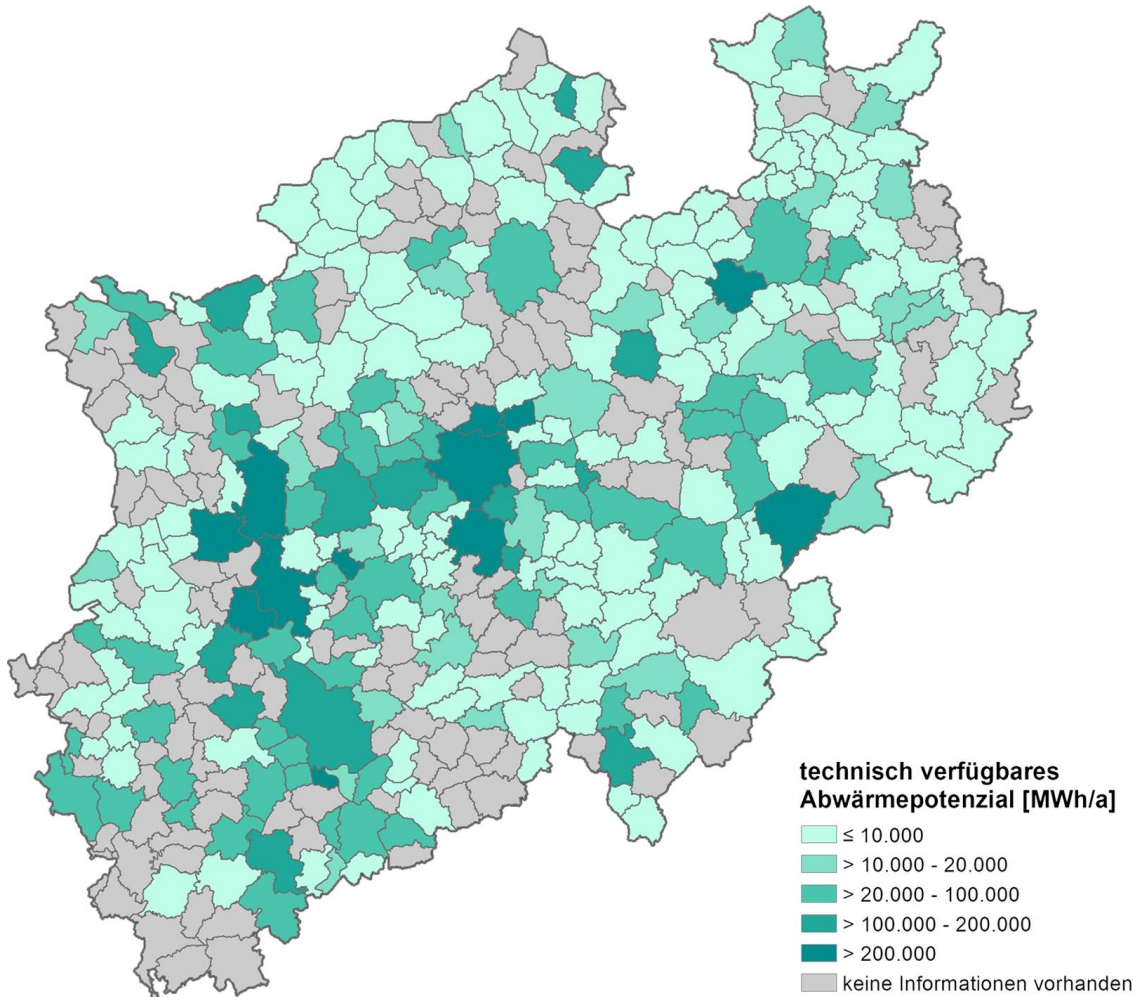 technisch verfügbares
Abwärmepotenzial [MWh/a]
≤ 10.000
> 10.000 - 20.000
> 20.000 - 100.000
> 100.000 - 200.000
> 200.000
keine Informationen vorhanden